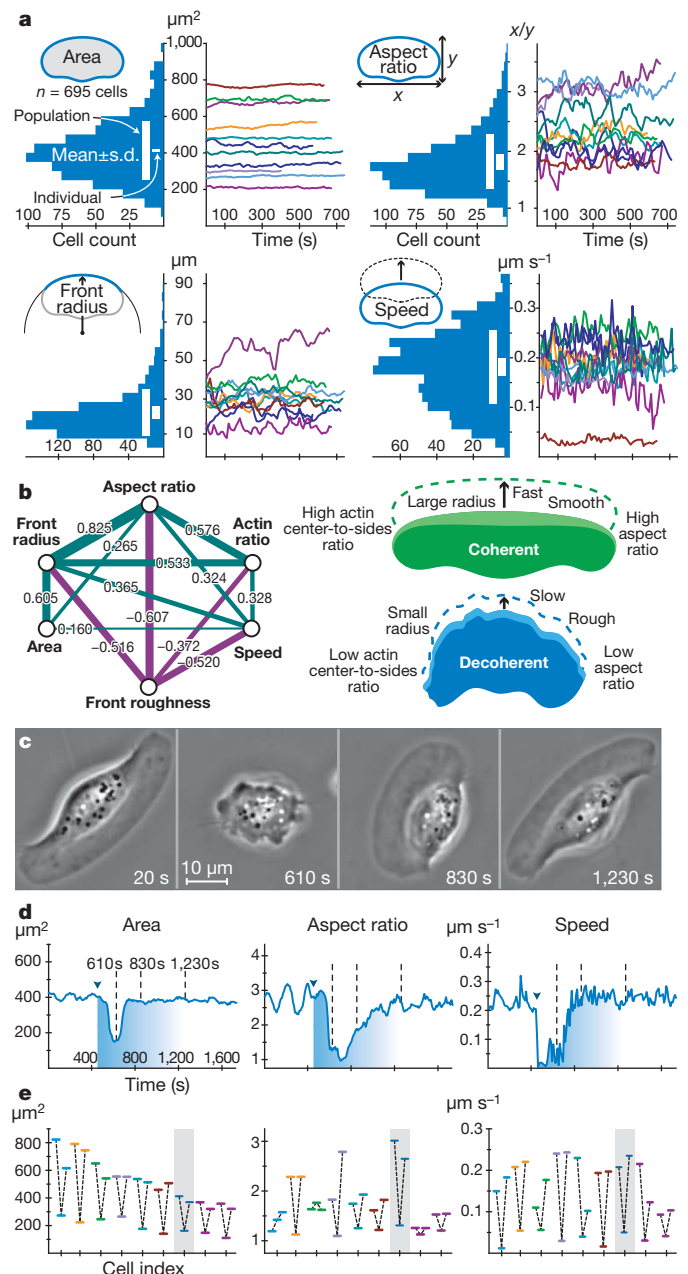 a
µm²
x/y
1,000
Area
n = 695 cells
800
Population
600
Mean±s.d.
400
Individual
200
100 75 50 25
Cell count
100 300 500 700
Time (s)
Aspect ratio
y
x
3
2
1
100 75 50 25
Cell count
100 300 500 700
Time (s)
µm
Front radius
90
70
50
30
10
120 80 40
µm s⁻¹
Speed
0.3
0.2
0.1
60 40 20 0
b
Aspect ratio
Front radius
Actin ratio
0.825
0.576
0.265
0.533
0.324
0.365
0.605
0.328
−0.607
0.160
Area
Speed
−0.516
−0.372
−0.520
Front roughness
High actin center-to-sides ratio
Large radius
Fast
Smooth
High aspect ratio
Coherent
Small radius
Slow
Rough
Low actin center-to-sides ratio
Low aspect ratio
Decoherent
c
20 s
10 µm
610 s
830 s
1,230 s
d
Area
Aspect ratio
Speed
µm²
µm s⁻¹
600
400
200
610s 830s 1,230s
400 800 1,200 1,600
Time (s)
4
3
2
1
0.4
0.3
0.2
0.1
e
µm²
µm s⁻¹
800
600
400
200
Cell index
3
2
1
0.3
0.2
0.1